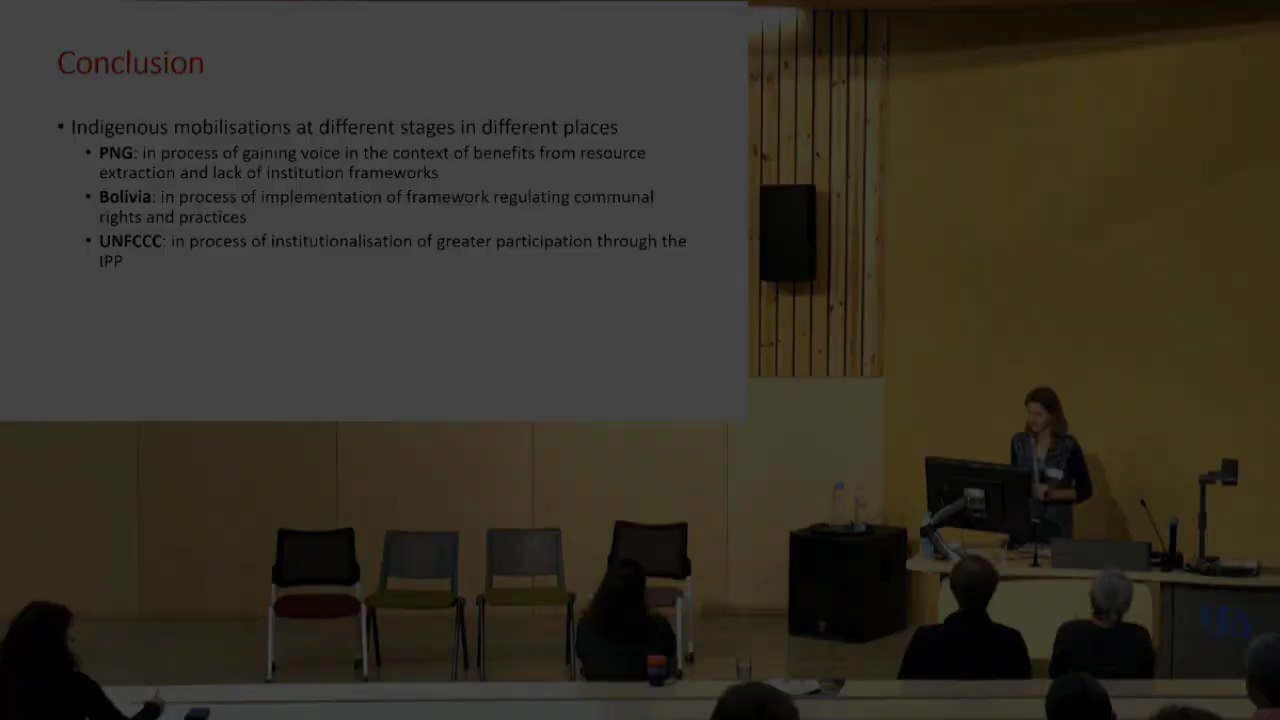 Conclusion
• Indigenous mobilisations at different stages in different places
• PNG: in process of gaining voice in the context of benefits from resource
extraction and lack of institution frameworks
• Bolivia: in process of implementation of framework regulating communal
rights and practices
• UNFCCC: in process of institutionalisation of greater participation through the
IPP